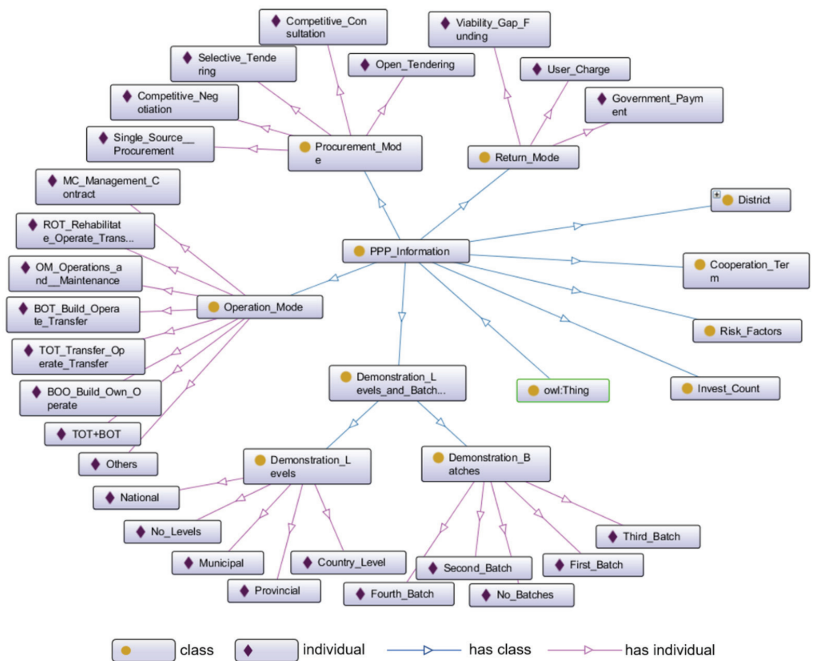 Competitive_Con
sultation
Viability_Gap_F
unding
Selective_Tende
ring
Open_Tendering
User_Charge
Competitive_Neg
otiation
Government_Paym
ent
Single_Source__
Procurement
Procurement_Mod
e
Return_Mode
MC_Management_C
ontract
District
ROT_Rehabilitat
e_Operate_Trans...
PPP_Information
OM_Operations_a
nd__Maintenance
Cooperation_Ter
m
BOT_Build_Opera
te_Transfer
Operation_Mode
Risk_Factors
TOT_Transfer_Op
erate_Transfer
Demonstration_L
evels_and_Batch...
owl:Thing
Invest_Count
BOO_Build_Own_O
perate
TOT+BOT
Others
Demonstration_L
evels
Demonstration_B
atches
National
No_Levels
Third_Batch
Municipal
Country_Level
Second_Batch
First_Batch
Provincial
Fourth_Batch
No_Batches
class
individual
has class
has individual